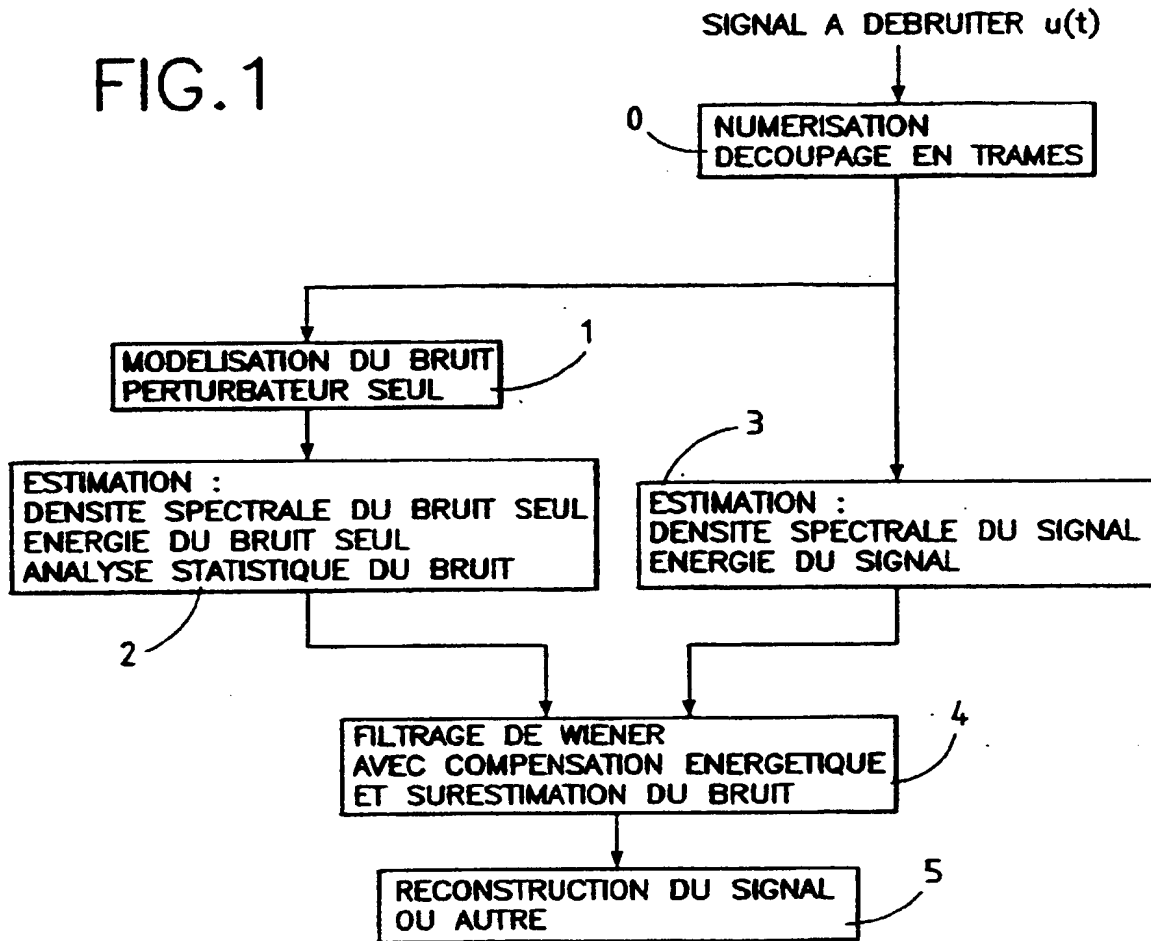 FIG.1
SIGNAL A DEBRUITER u(t)
0
NUMERISATION
DECOUPAGE EN TRAMES
1
MODELISATION DU BRUIT
PERTURBATEUR SEUL
3
ESTIMATION :
DENSITE SPECTRALE DU BRUIT SEUL
ENERGIE DU BRUIT SEUL
ANALYSE STATISTIQUE DU BRUIT
2
ESTIMATION :
DENSITE SPECTRALE DU SIGNAL
ENERGIE DU SIGNAL
FILTRAGE DE WIENER
AVEC COMPENSATION ENERGETIQUE
ET SURESTIMATION DU BRUIT
4
RECONSTRUCTION DU SIGNAL
OU AUTRE
5